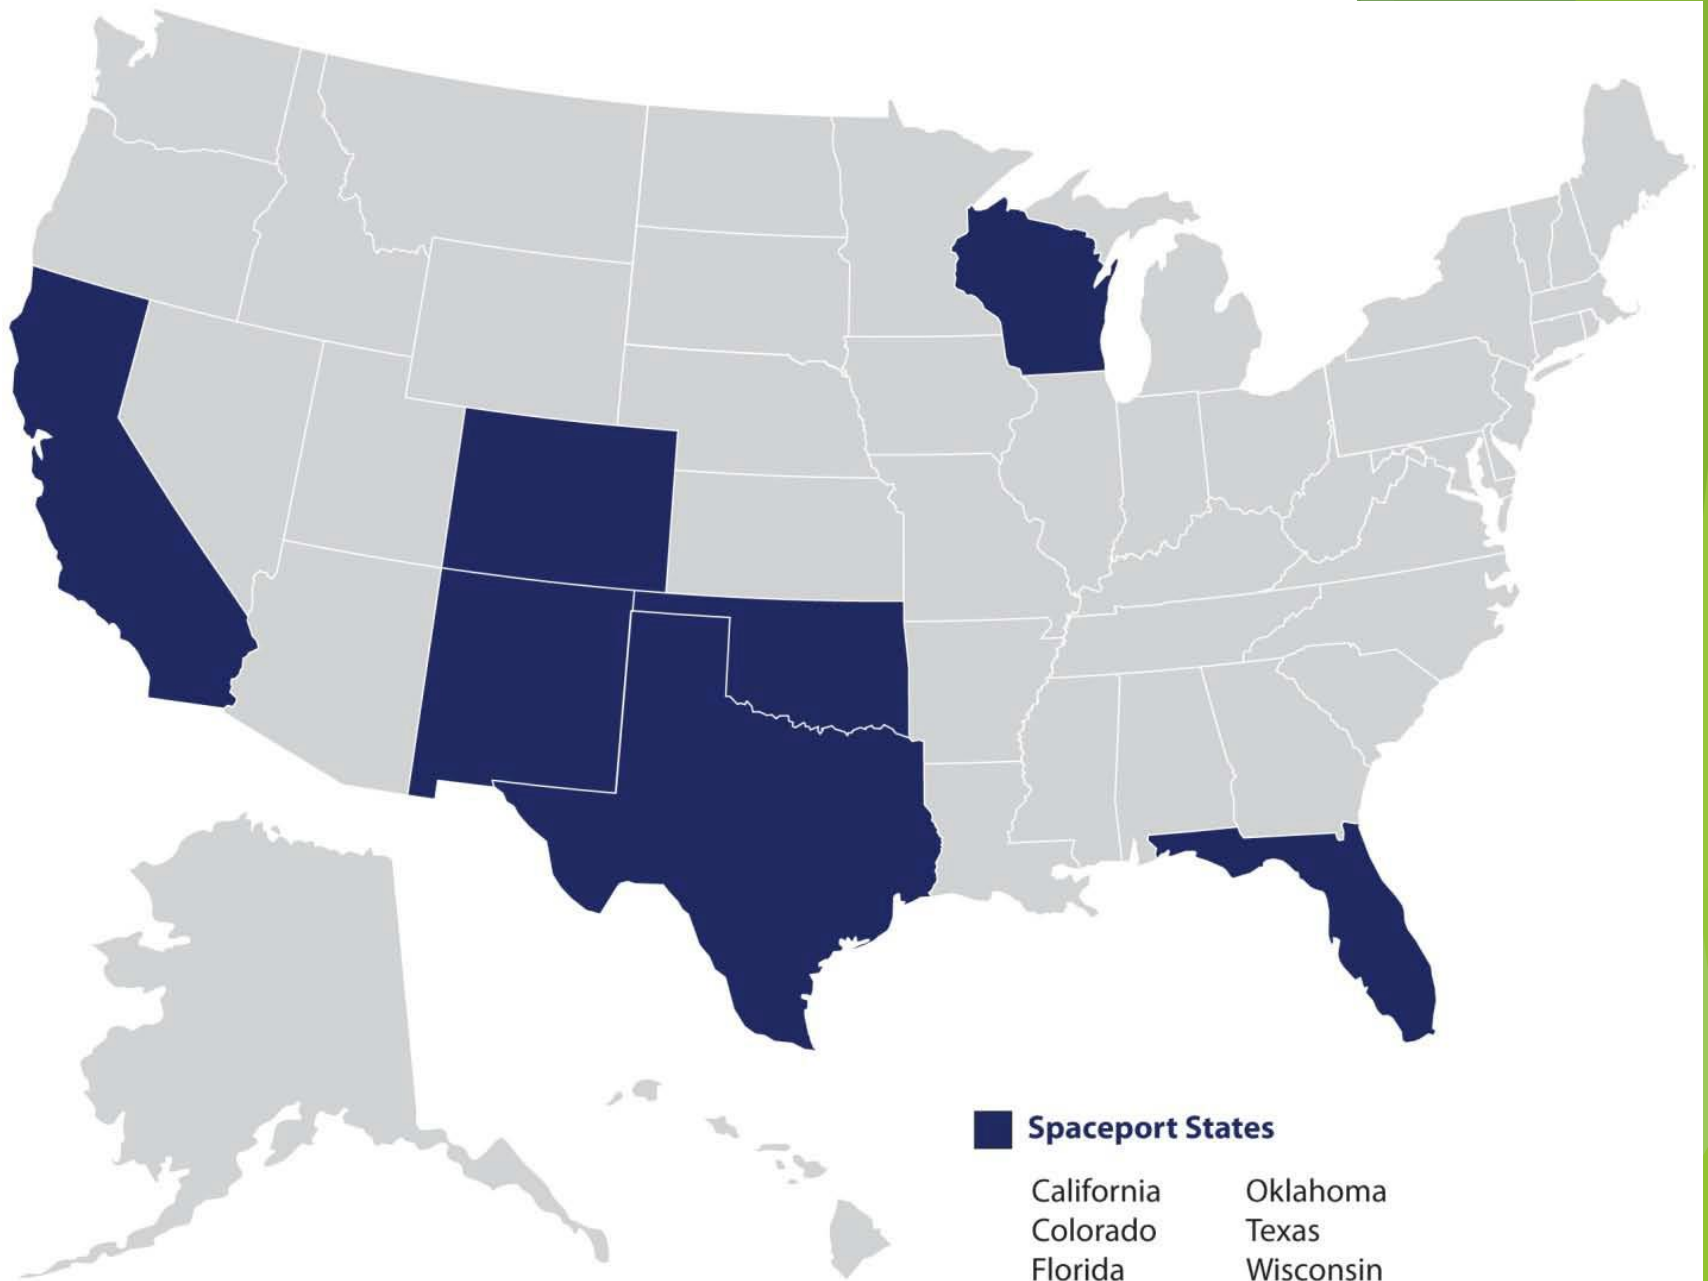 Spaceport States
California Oklahoma
Colorado Texas
Florida Wisconsin